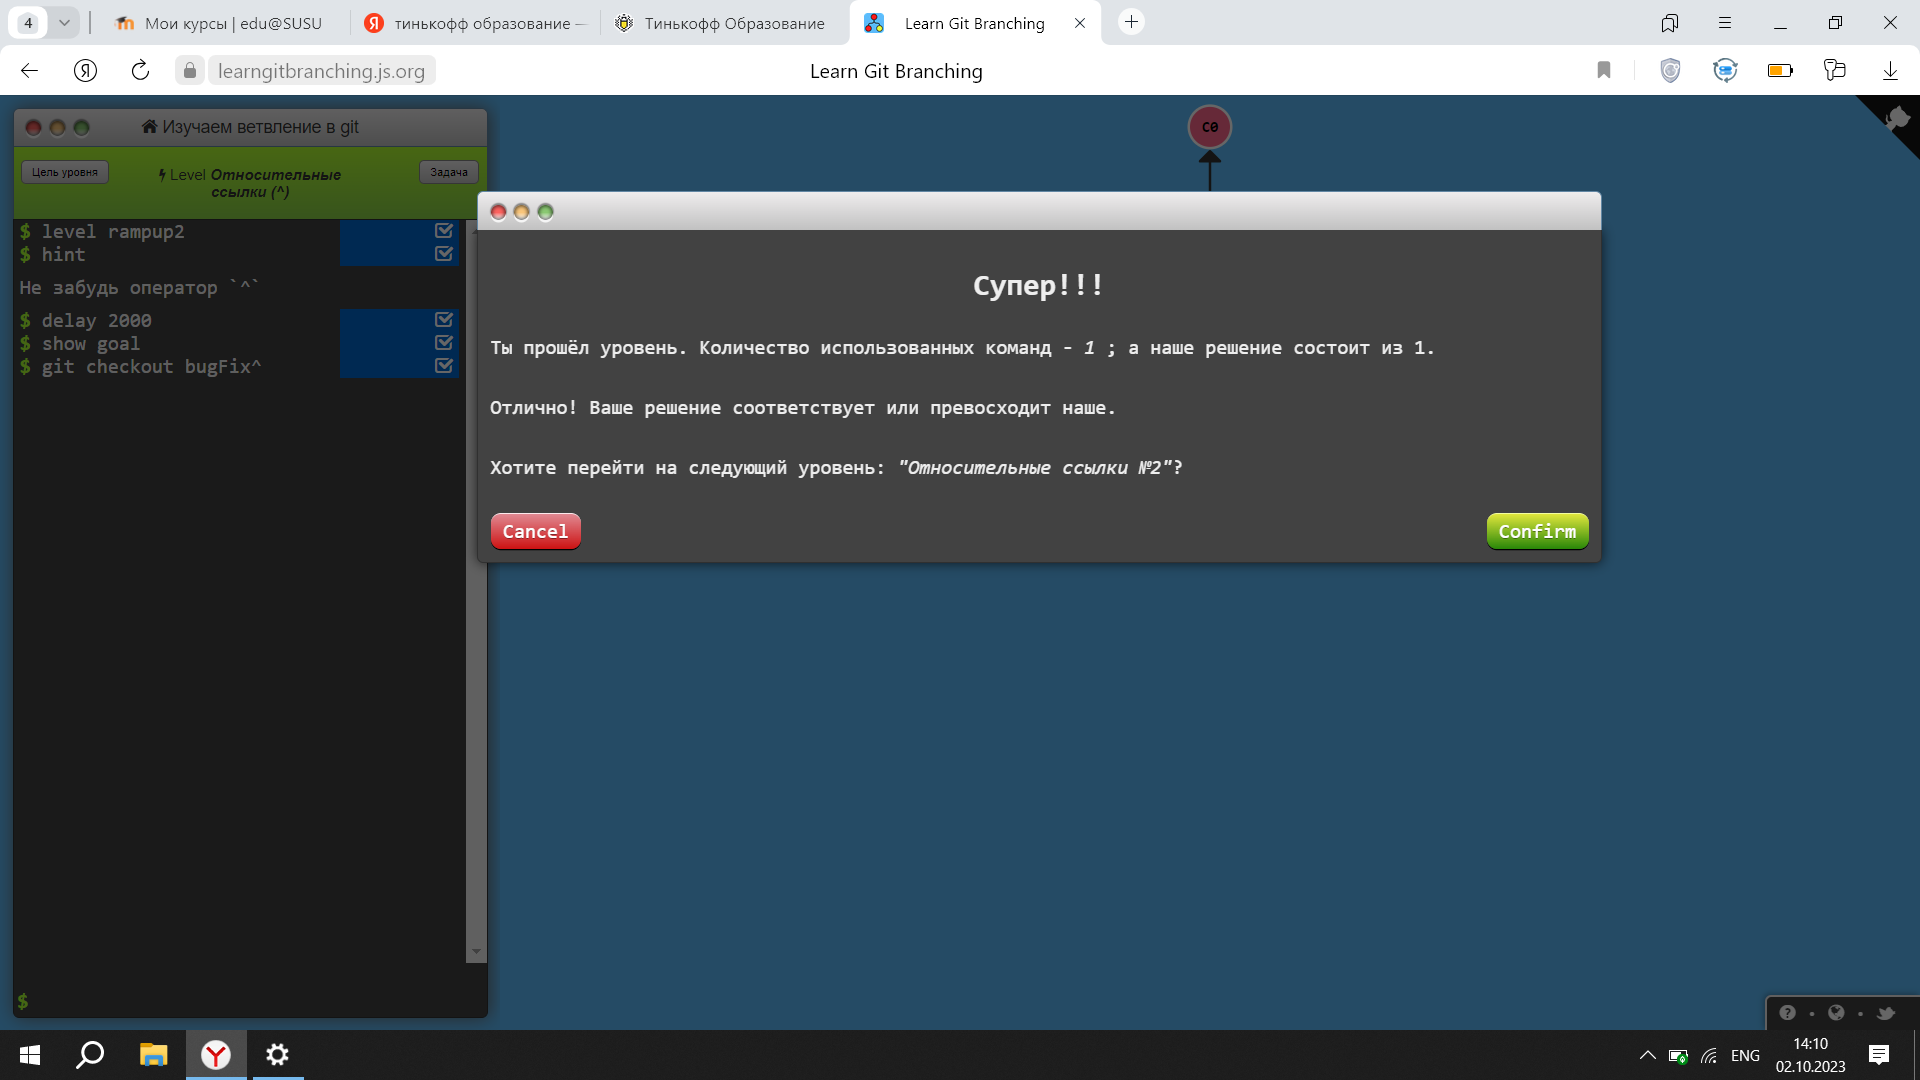 4
Мои курсы | edu@SUSU
тинькофф образование —
Тинькофф Образование
Learn Git Branching
learngitbranching.js.org
Learn Git Branching
Изучаем ветвление в git
Цель уровня
Level Относительные
ссылки (^)
Задача
$ level rampup2
$ hint
Не забудь оператор `^`
$ delay 2000
$ show goal
$ git checkout bugFix^
$
C0
Супер!!!
Ты прошёл уровень. Количество использованных команд - 1 ; а наше решение состоит из 1.
Отлично! Ваше решение соответствует или превосходит наше.
Хотите перейти на следующий уровень: "Относительные ссылки №2"?
Cancel
Confirm
ENG
14:10
02.10.2023